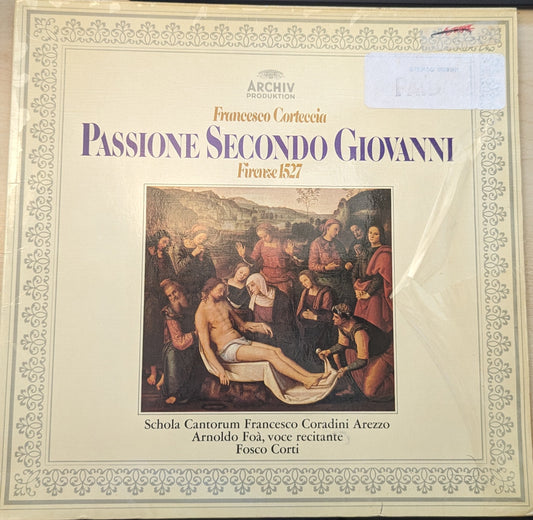 ARCHIV
PRODUKTION
Francesco Corteccia
PASSIONE SECONDO GIOVANNI
Firenze 1527
Schola Cantorum Francesco Coradini Arezzo
Arnoldo Foà, voce recitante
Fosco Corti